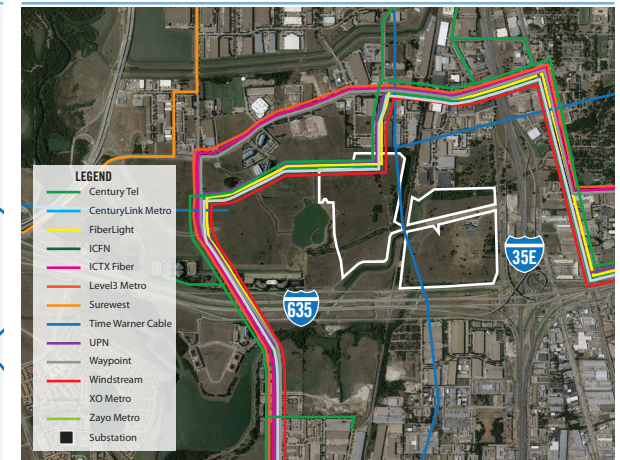 LEGEND
Century Tel
CenturyLink Metro
FiberLight
ICFN
ICTX Fiber
Level3 Metro
Surewest
Time Warner Cable
UPN
Waypoint
Windstream
XO Metro
Zayo Metro
Substation
635
35E